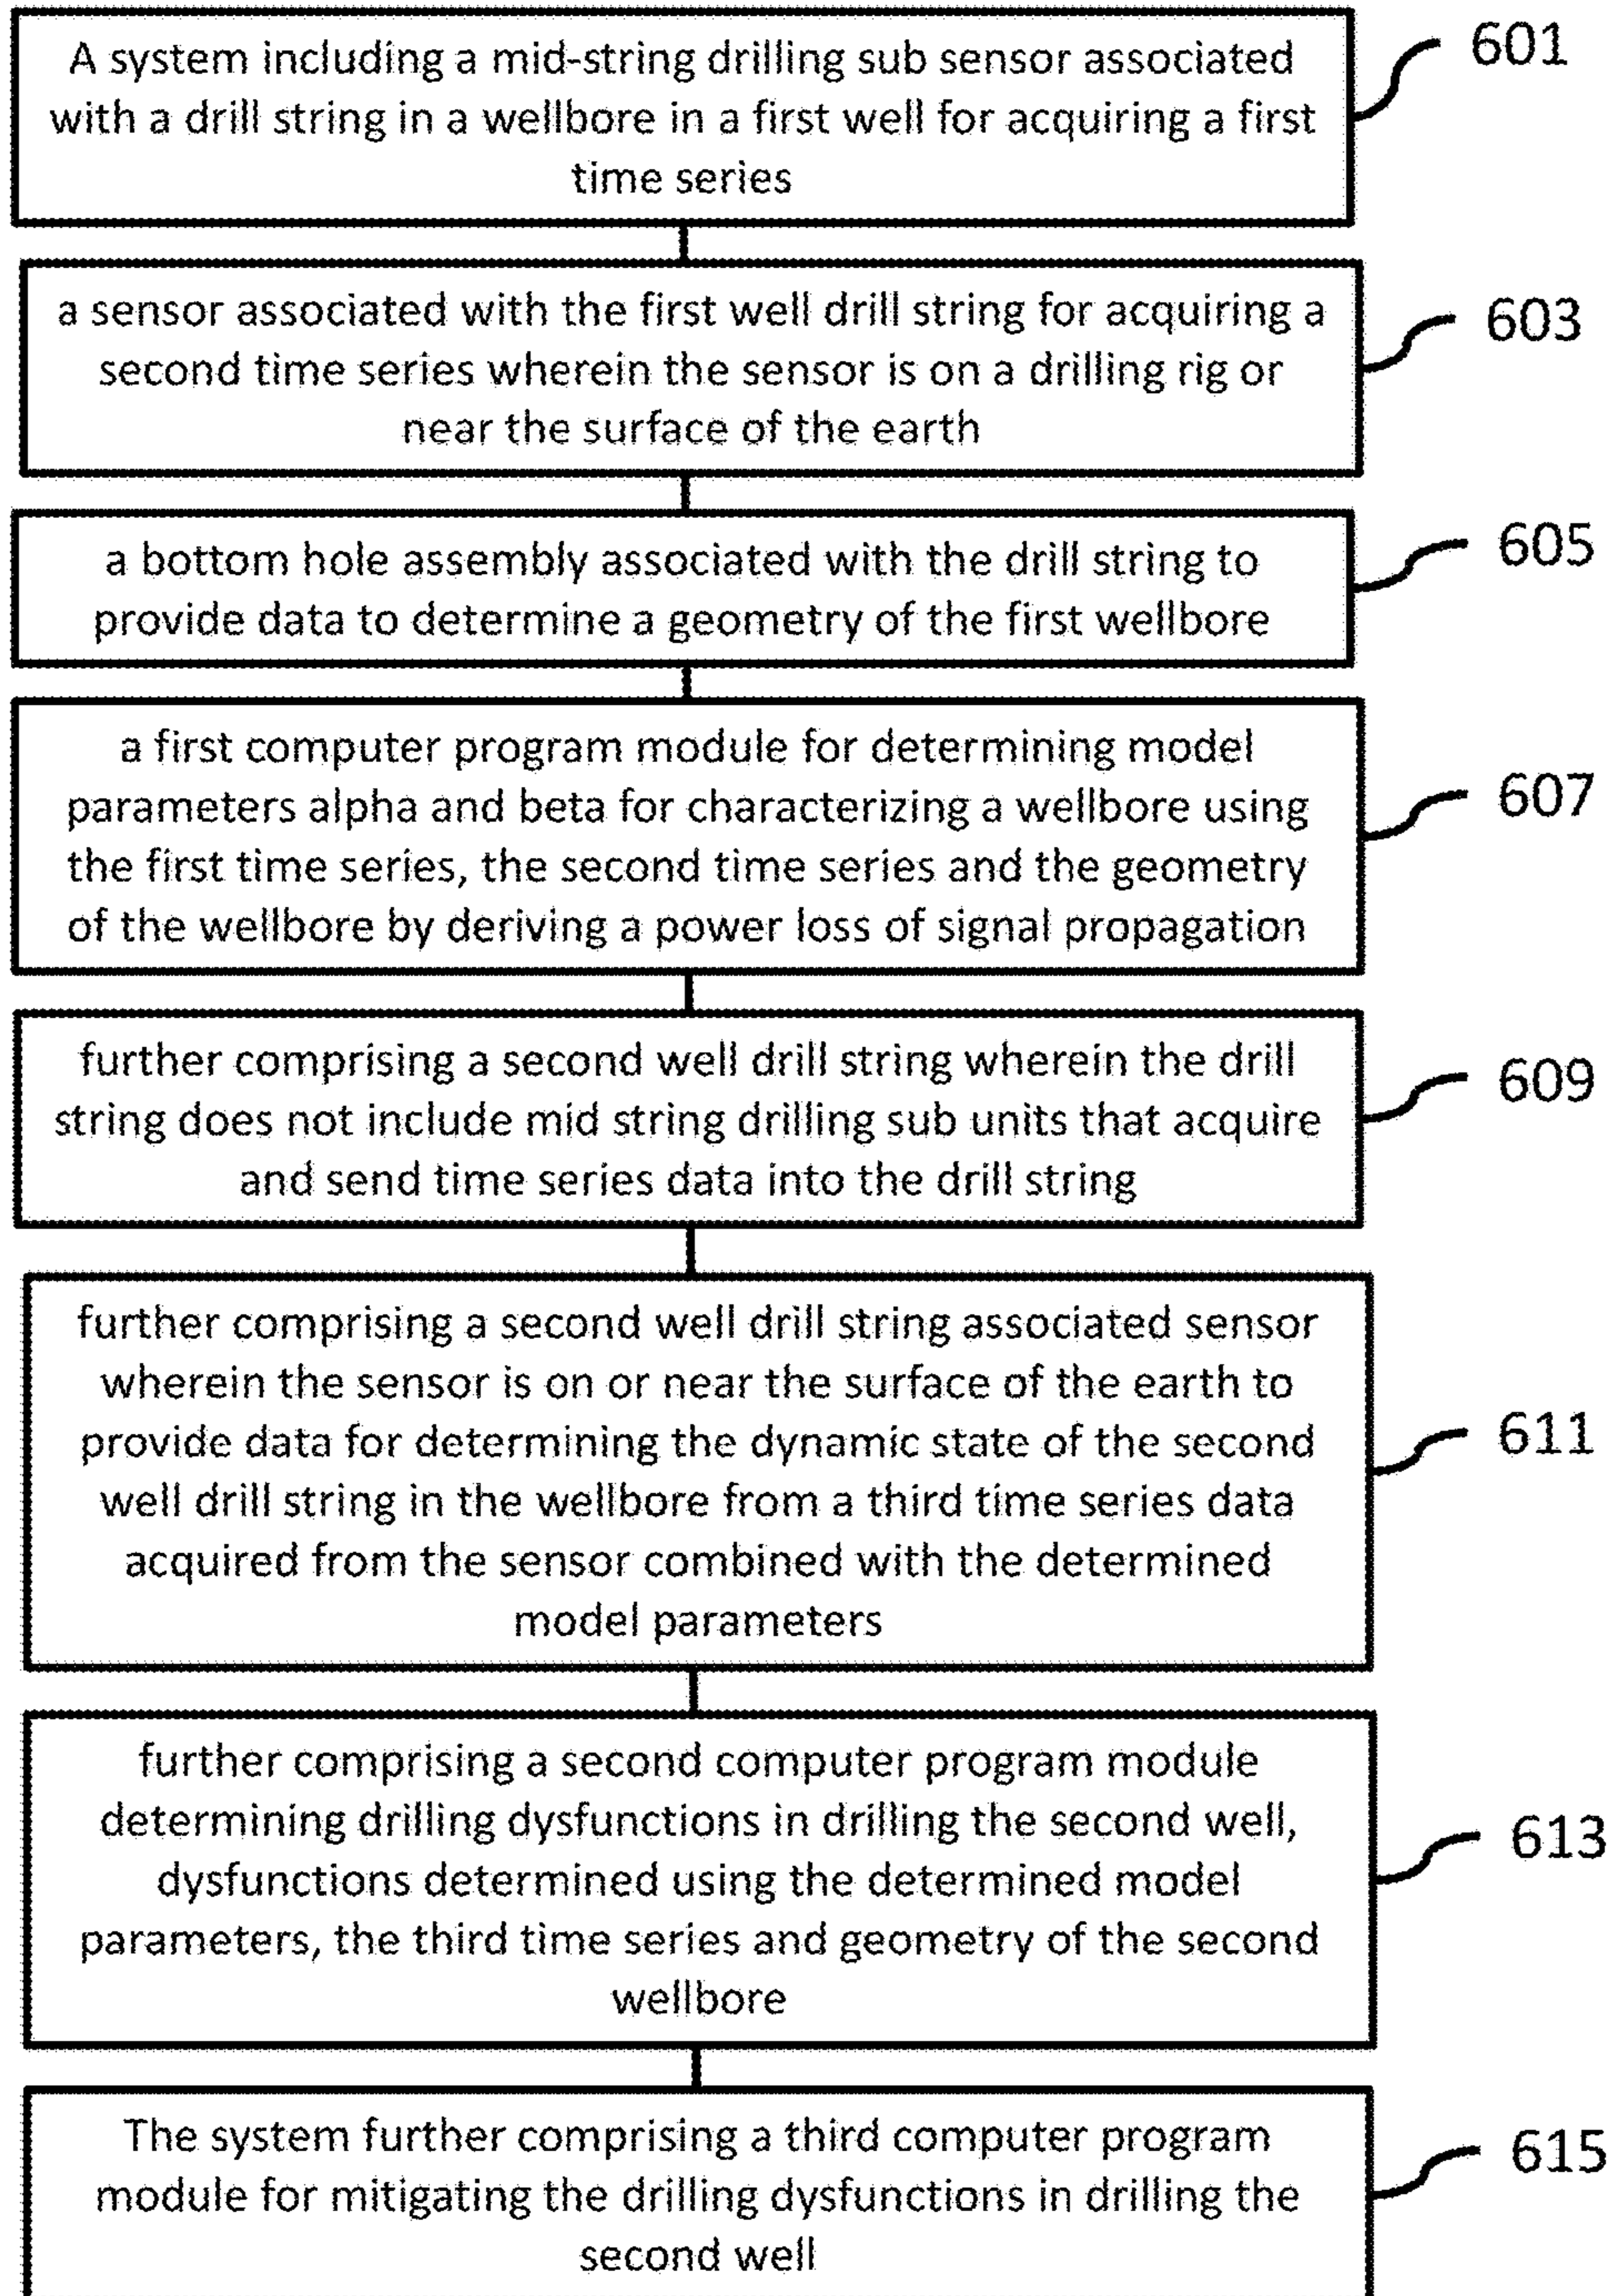 A system including a mid-string drilling sub sensor associated
with a drill string in a wellbore in a first well for acquiring a first
time series
601
a sensor associated with the first well drill string for acquiring a
second time series wherein the sensor is on a drilling rig or
near the surface of the earth
603
a bottom hole assembly associated with the drill string to
provide data to determine a geometry of the first wellbore
605
a first computer program module for determining model
parameters alpha and beta for characterizing a wellbore using
the first time series, the second time series and the geometry
of the wellbore by deriving a power loss of signal propagation
607
further comprising a second well drill string wherein the drill
string does not include mid string drilling sub units that acquire
and send time series data into the drill string
609
further comprising a second well drill string associated sensor
wherein the sensor is on or near the surface of the earth to
provide data for determining the dynamic state of the second
well drill string in the wellbore from a third time series data
acquired from the sensor combined with the determined
model parameters
611
further comprising a second computer program module
determining drilling dysfunctions in drilling the second well,
dysfunctions determined using the determined model
parameters, the third time series and geometry of the second
wellbore
613
The system further comprising a third computer program
module for mitigating the drilling dysfunctions in drilling the
second well
615